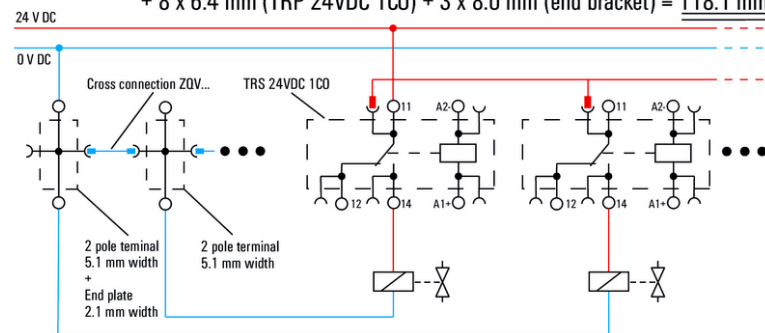 + 8 x 6.4 mm (TRP 24VDC 1CO) + 3 x 8.0 mm (end bracket) = 118.1 mm
24 V DC
0 V DC
Cross connection ZQV...
TRS 24VDC 1CO
11
A2-
11
A2-
12
14
A1+
12
14
A1+
2 pole teminal
5.1 mm width
+
End plate
2.1 mm width
2 pole terminal
5.1 mm width